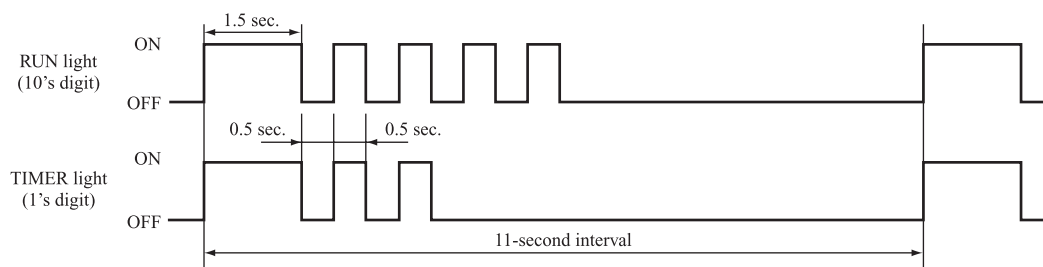 1.5 sec.
ON
RUN light
(10's digit)
OFF
0.5 sec.
0.5 sec.
ON
TIMER light
(1's digit)
OFF
11-second interval